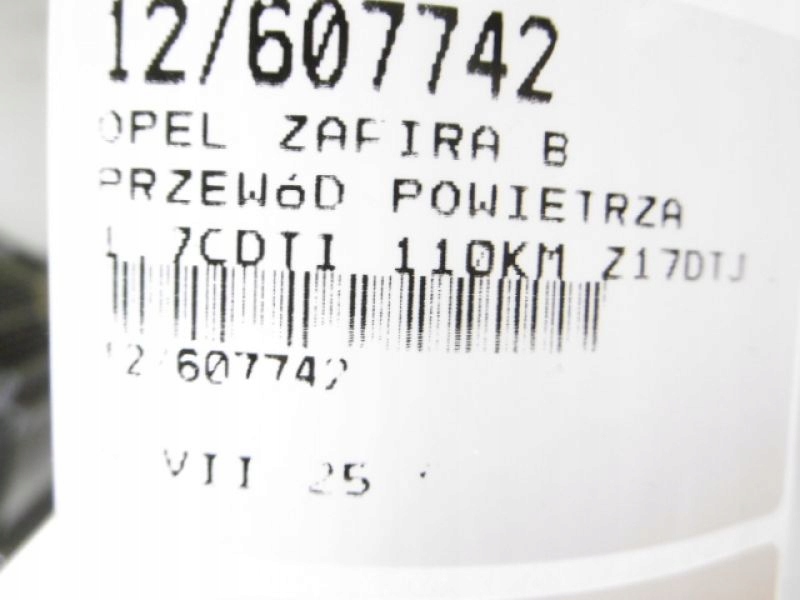 12/607742
OPEL ZAFIRA B
PRZEWóD POWIETRZA
1.7CDTI 110KM Z17DTJ
12/607742
VII 25